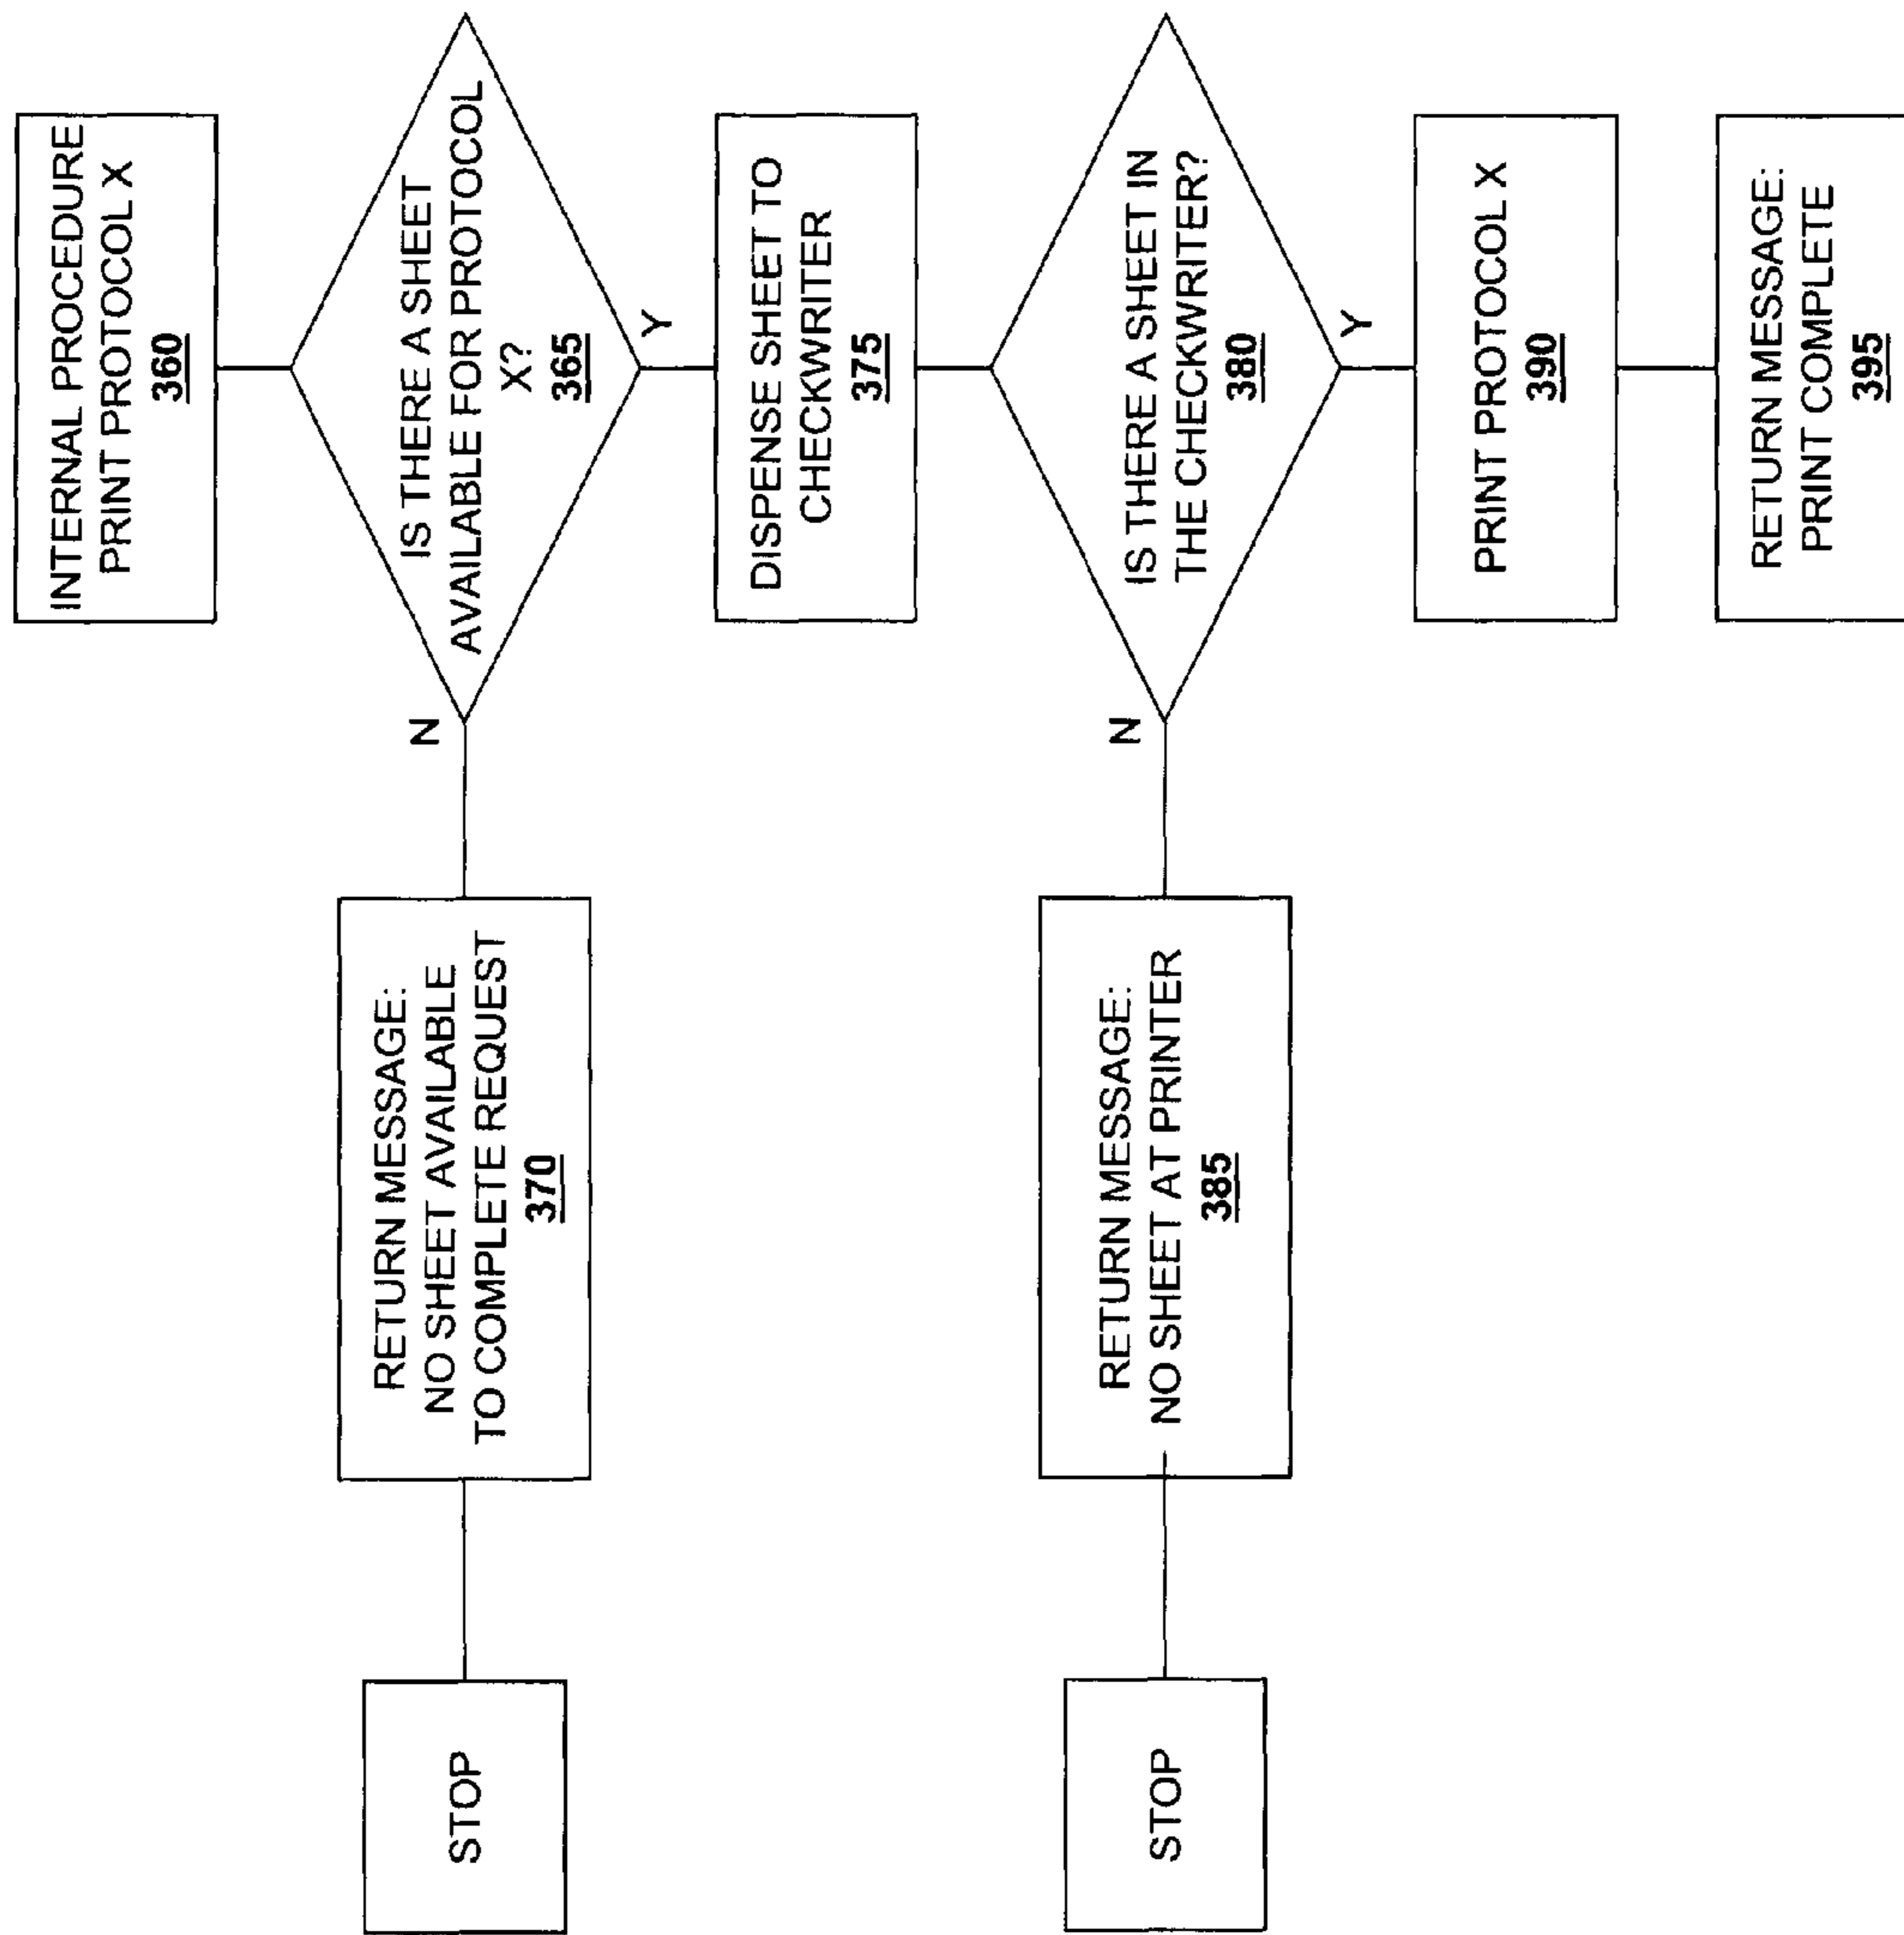 INTERNAL PROCEDURE
PRINT PROTOCOL X
360
IS THERE A SHEET
AVAILABLE FOR PROTOCOL
X?
365
N
Y
RETURN MESSAGE:
NO SHEET AVAILABLE
TO COMPLETE REQUEST
370
STOP
DISPENSE SHEET TO
CHECKWRITER
375
IS THERE A SHEET IN
THE CHECKWRITER?
380
N
Y
RETURN MESSAGE:
NO SHEET AT PRINTER
385
STOP
PRINT PROTOCOL X
390
RETURN MESSAGE:
PRINT COMPLETE
395